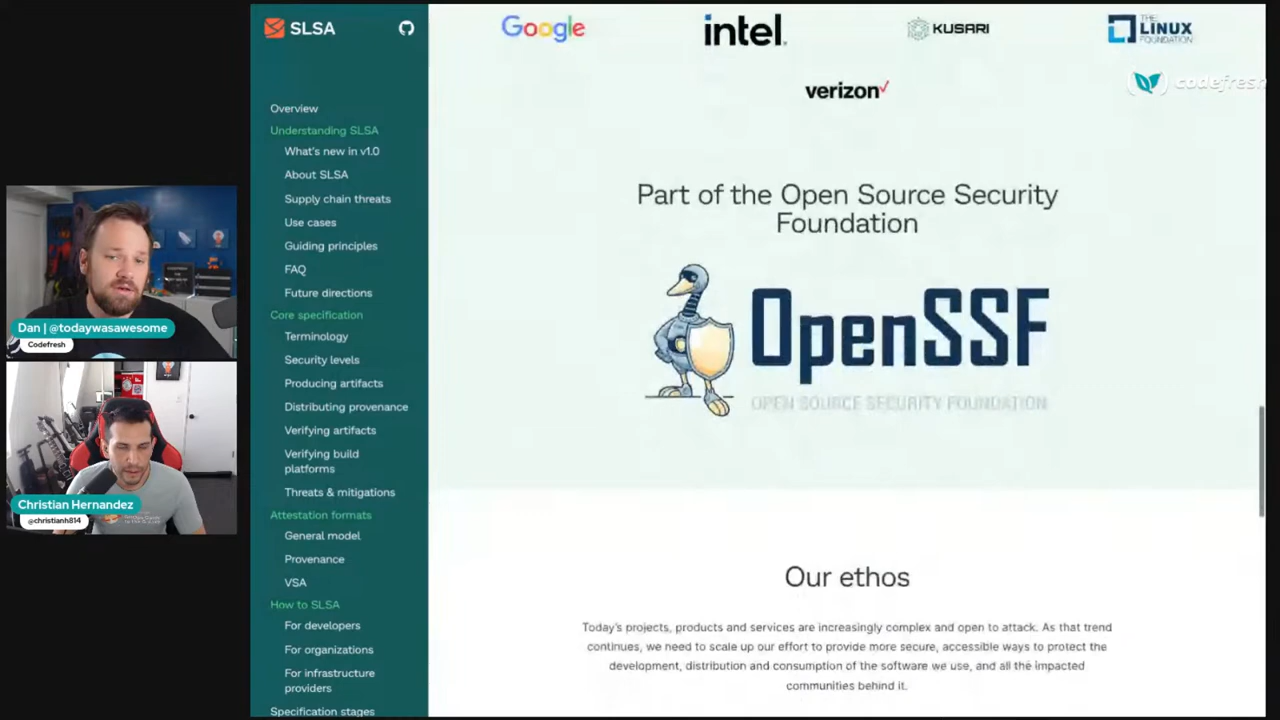 SLSA
Overview
Understanding SLSA
What's new in v1.0
About SLSA
Supply chain threats
Use cases
Guiding principles
FAQ
Future directions
Core specification
Terminology
Security levels
Producing artifacts
Distributing provenance
Verifying artifacts
Verifying build
platforms
Threats & mitigations
Attestation formats
General model
Provenance
VSA
How to SLSA
For developers
For organizations
For infrastructure
providers
Specification stages
Google
intel.
KUSARI
THE
LINUX
FOUNDATION
verizon
codefresh
Part of the Open Source Security
Foundation
OpenSSF
OPEN SOURCE SECURITY FOUNDATION
Our ethos
Today's projects, products and services are increasingly complex and open to attack. As that trend
continues, we need to scale up our effort to provide more secure, accessible ways to protect the
development, distribution and consumption of the software we use, and all the impacted
communities behind it.
Dan | @todaywasawesome
Codefresh
Christian Hernandez
@christianh814